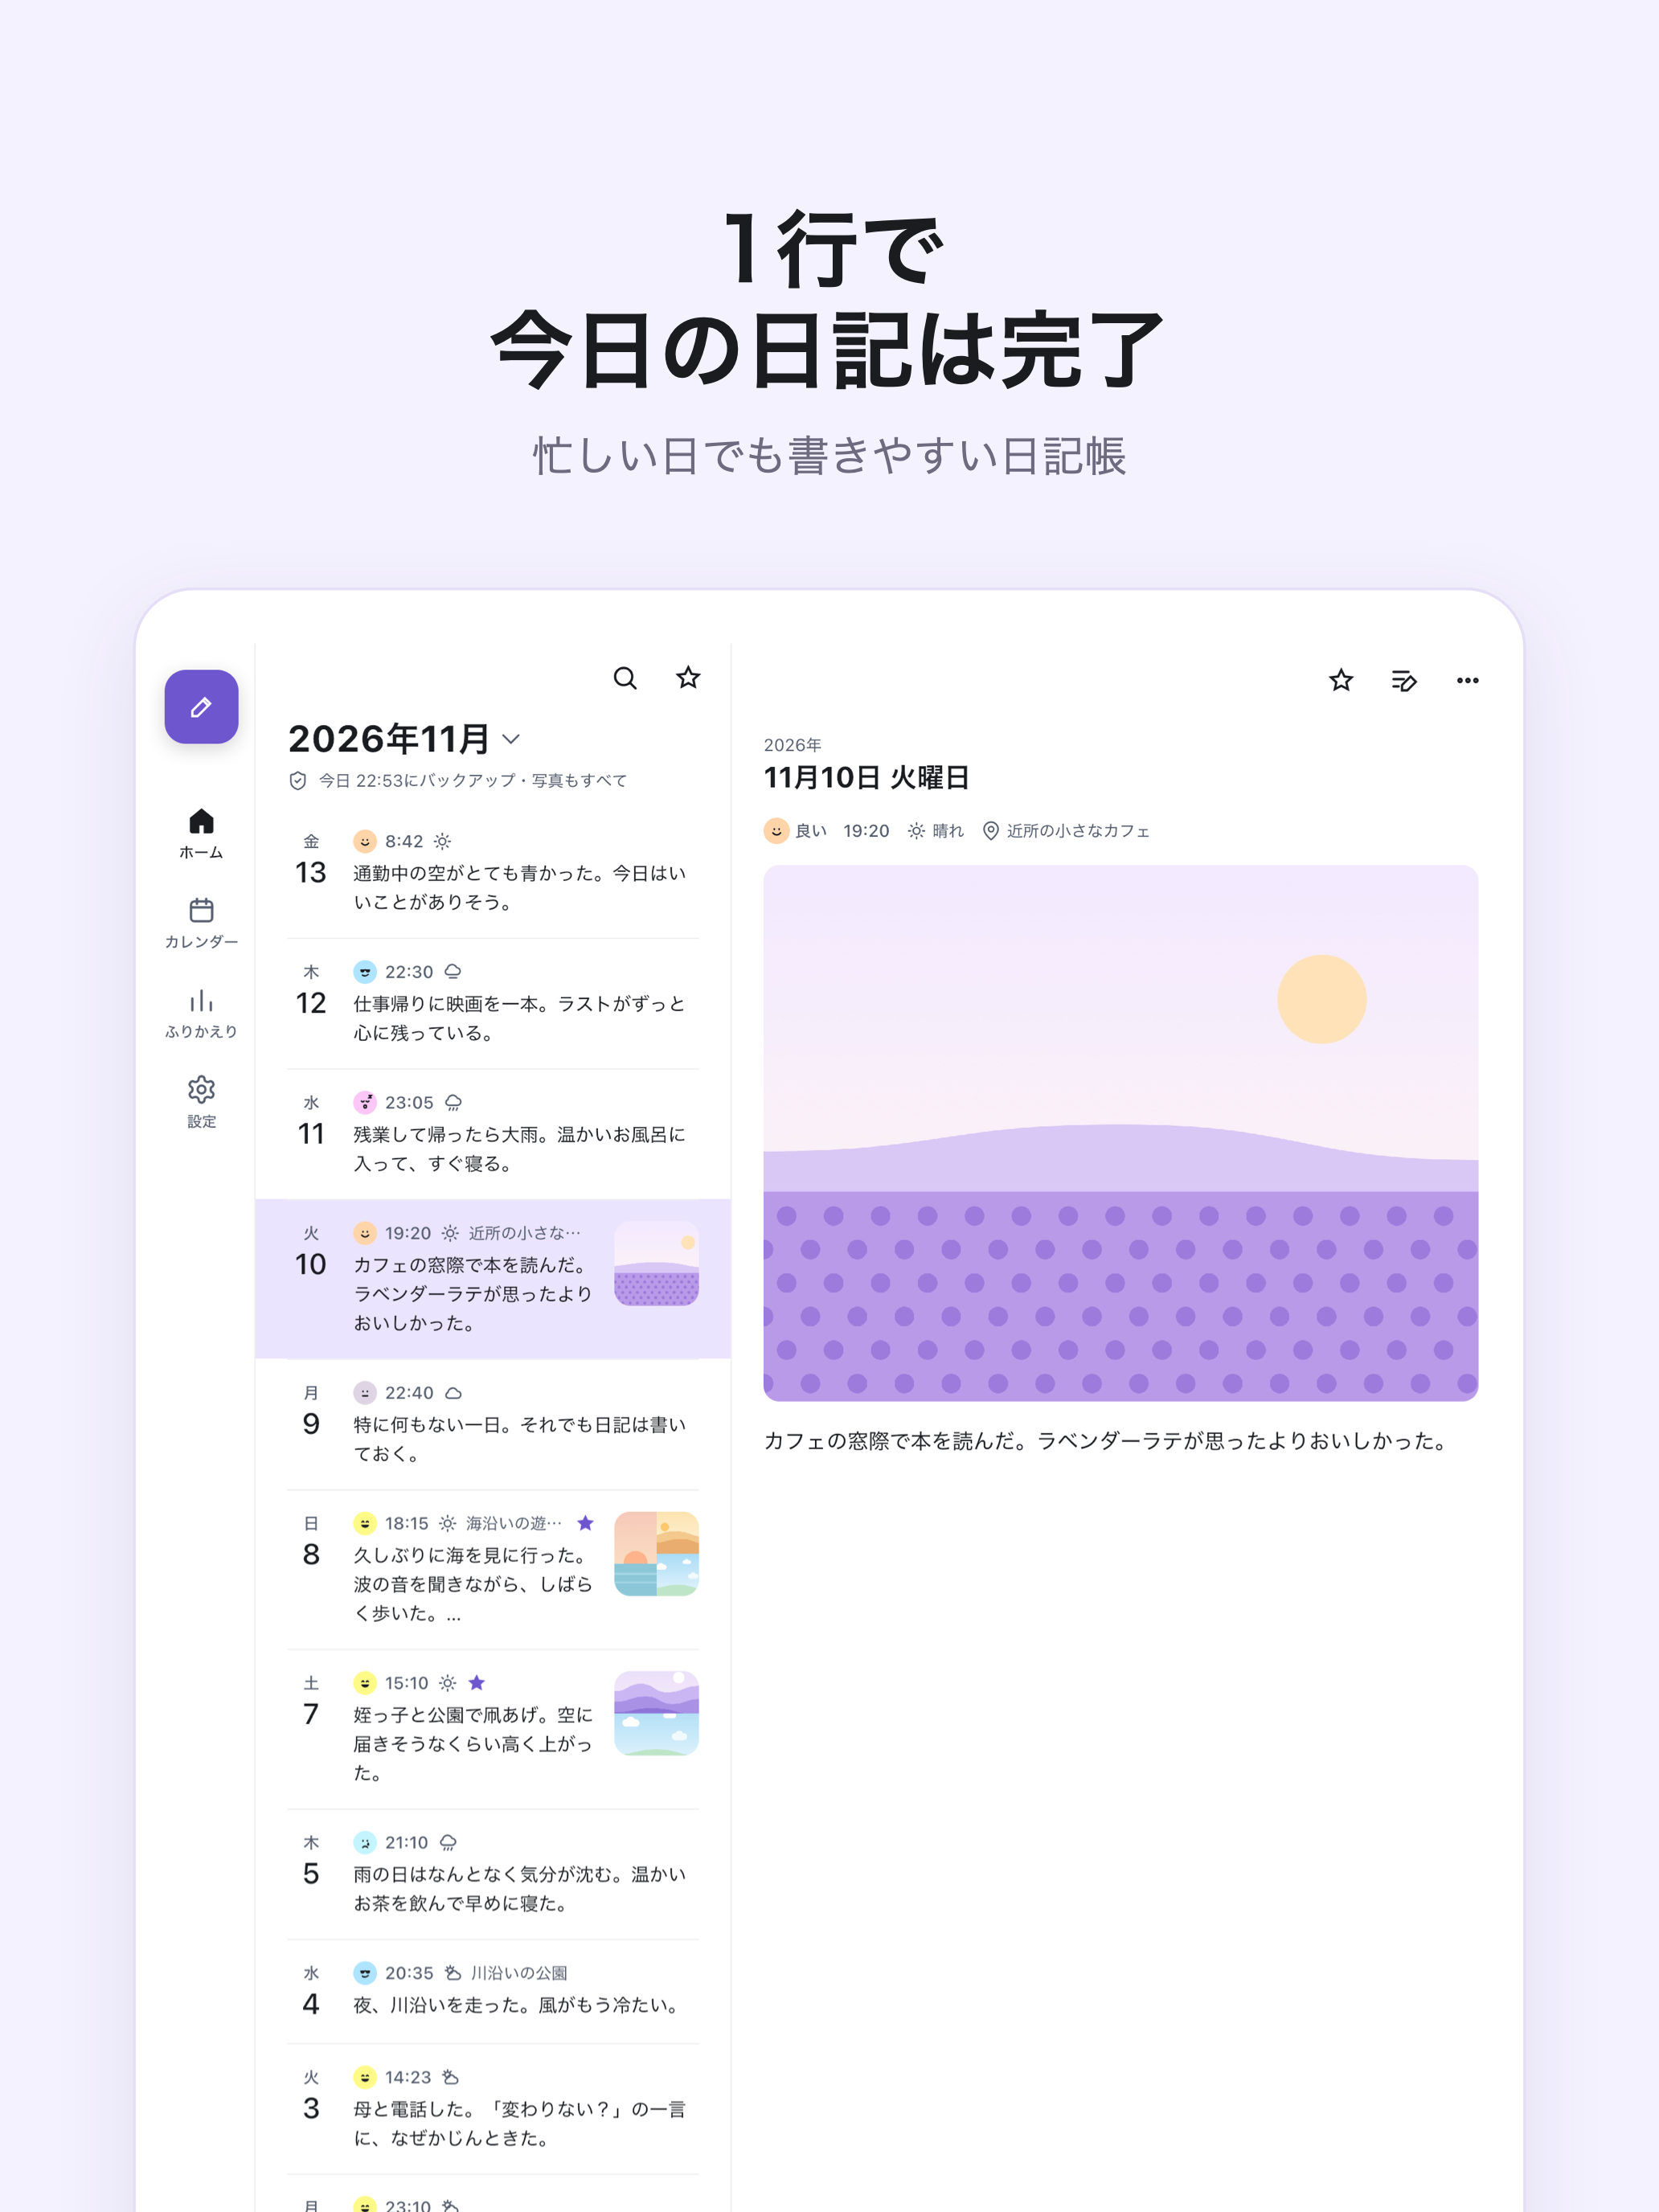 1行で
今日の日記は完了
忙しい日でも書きやすい日記帳
ホーム
カレンダー
ふりかえり
設定
2026年11月
今日 22:53にバックアップ・写真もすべて
金
13
8:42
通勤中の空がとても青かった。今日はい
いことがありそう。
木
12
22:30
仕事帰りに映画を一本。ラストがずっと
心に残っている。
水
11
23:05
残業して帰ったら大雨。温かいお風呂に
入って、すぐ寝る。
火
10
19:20 近所の小さな…
カフェの窓際で本を読んだ。
ラベンダーラテが思ったより
おいしかった。
月
9
22:40
特に何もない一日。それでも日記は書い
ておく。
日
8
18:15 海沿いの遊…
久しぶりに海を見に行った。
波の音を聞きながら、しばら
く歩いた。...
土
7
15:10
姪っ子と公園で凧あげ。空に
届きそうなくらい高く上がっ
た。
木
5
21:10
雨の日はなんとなく気分が沈む。温かい
お茶を飲んで早めに寝た。
水
4
20:35 川沿いの公園
夜、川沿いを走った。風がもう冷たい。
火
3
14:23
母と電話した。「変わりない？」の一言
に、なぜかじんときた。
月
23:10
2026年
11月10日 火曜日
良い 19:20 晴れ 近所の小さなカフェ
カフェの窓際で本を読んだ。ラベンダーラテが思ったよりおいしかった。